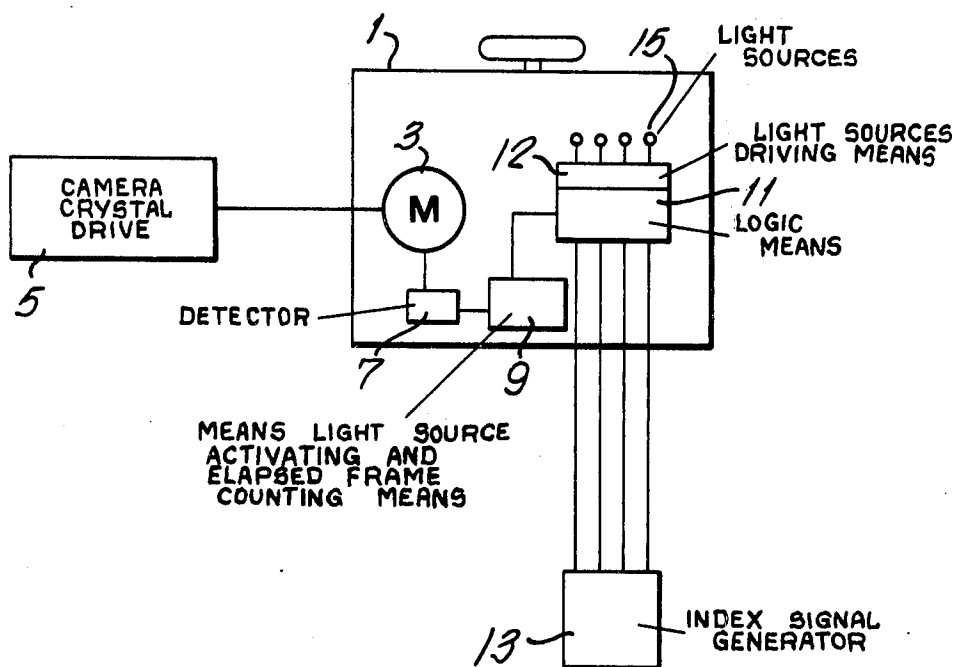 1
15
LIGHT
SOURCES
3
12
LIGHT SOURCES
DRIVING MEANS
CAMERA
CRYSTAL
DRIVE
M
11
LOGIC
MEANS
5
DETECTOR
7
9
MEANS LIGHT SOURCE
ACTIVATING AND
ELAPSED FRAME
COUNTING MEANS
13
INDEX SIGNAL
GENERATOR